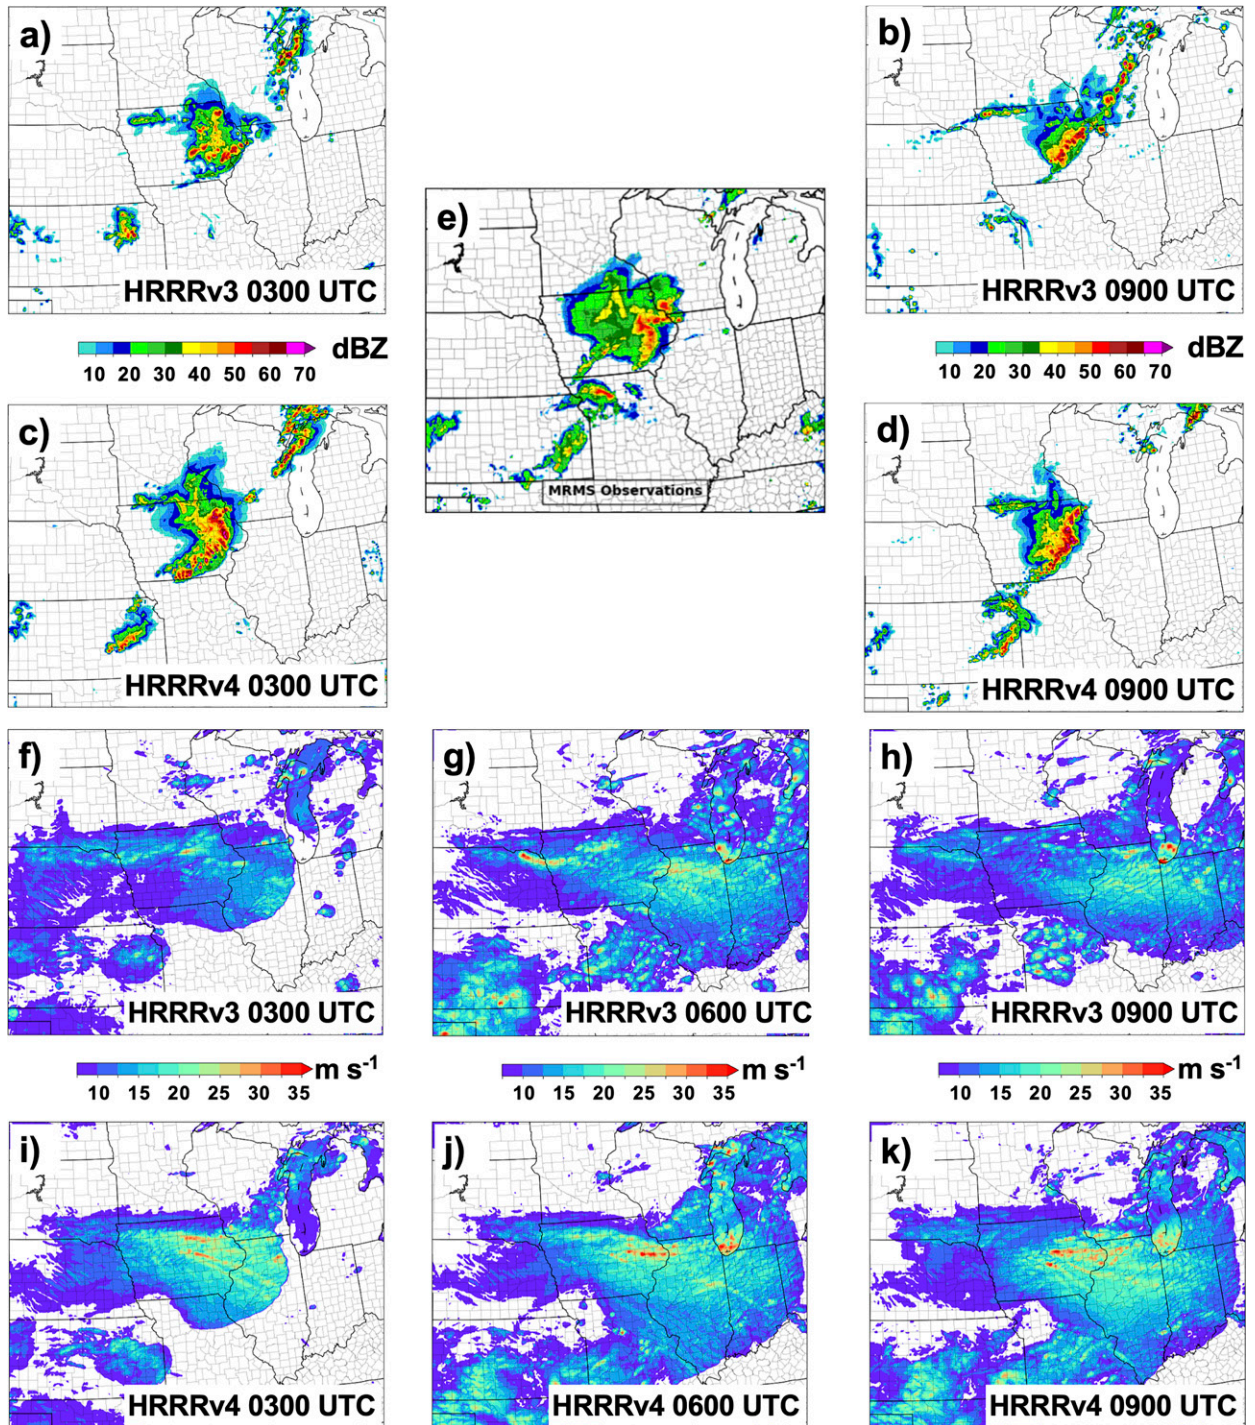 a)
HRRRv3 0300 UTC
b)
HRRRv3 0900 UTC
e)
MRMS Observations
10 20 30 40 50 60 70 dBZ
10 20 30 40 50 60 70 dBZ
c)
HRRRv4 0300 UTC
d)
HRRRv4 0900 UTC
f)
HRRRv3 0300 UTC
g)
HRRRv3 0600 UTC
h)
HRRRv3 0900 UTC
10 15 20 25 30 35 m s⁻¹
10 15 20 25 30 35 m s⁻¹
10 15 20 25 30 35 m s⁻¹
i)
HRRRv4 0300 UTC
j)
HRRRv4 0600 UTC
k)
HRRRv4 0900 UTC